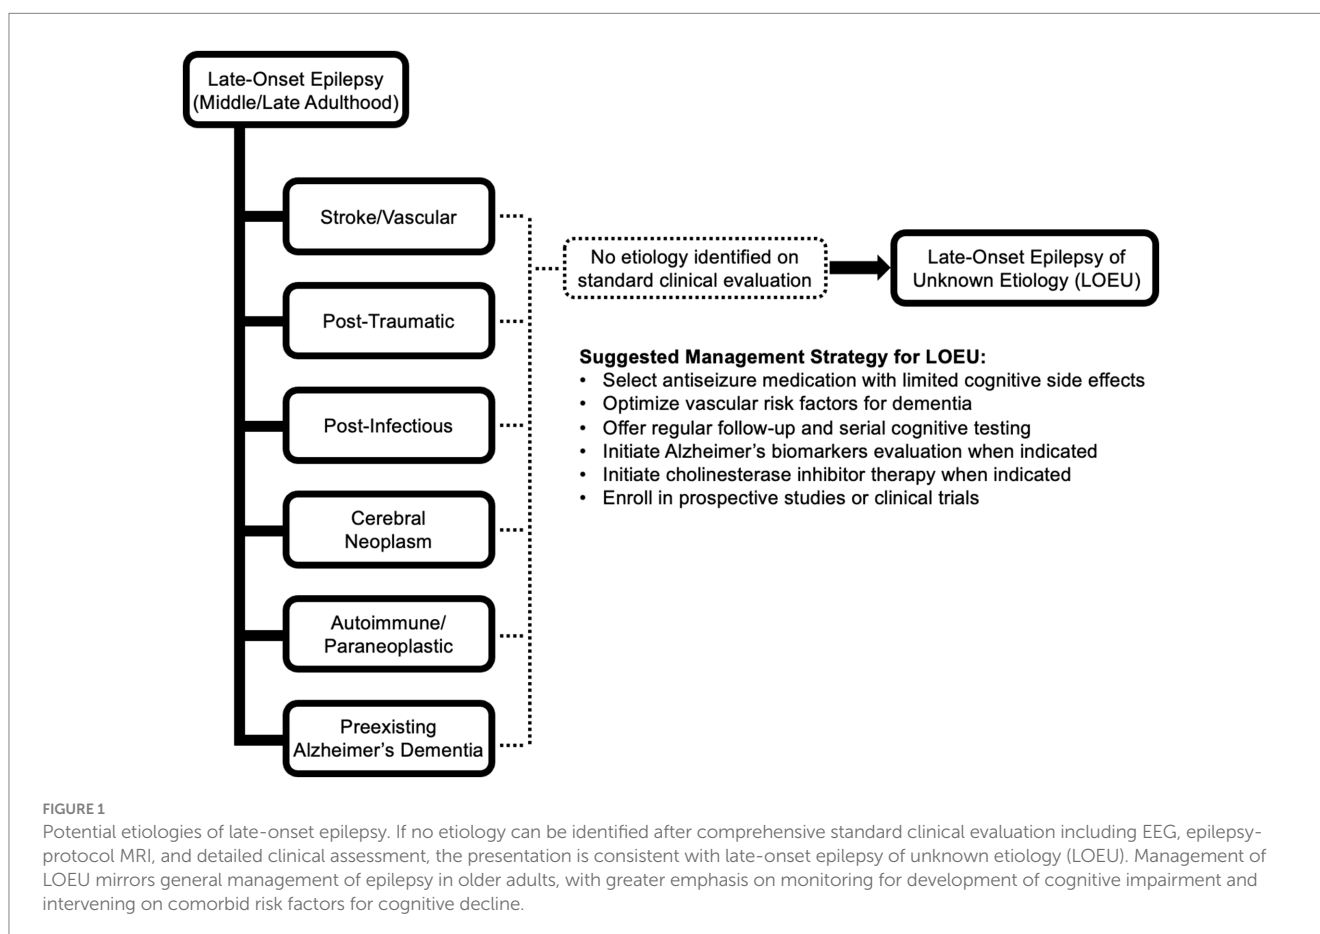 Late-Onset Epilepsy
(Middle/Late Adulthood)
Stroke/Vascular
Post-Traumatic
Post-Infectious
Cerebral
Neoplasm
Autoimmune/
Paraneoplastic
Preexisting
Alzheimer's Dementia
No etiology identified on
standard clinical evaluation
Late-Onset Epilepsy of
Unknown Etiology (LOEU)
Suggested Management Strategy for LOEU:
• Select antiseizure medication with limited cognitive side effects
• Optimize vascular risk factors for dementia
• Offer regular follow-up and serial cognitive testing
• Initiate Alzheimer's biomarkers evaluation when indicated
• Initiate cholinesterase inhibitor therapy when indicated
• Enroll in prospective studies or clinical trials
FIGURE 1
Potential etiologies of late-onset epilepsy. If no etiology can be identified after comprehensive standard clinical evaluation including EEG, epilepsy-
protocol MRI, and detailed clinical assessment, the presentation is consistent with late-onset epilepsy of unknown etiology (LOEU). Management of
LOEU mirrors general management of epilepsy in older adults, with greater emphasis on monitoring for development of cognitive impairment and
intervening on comorbid risk factors for cognitive decline.